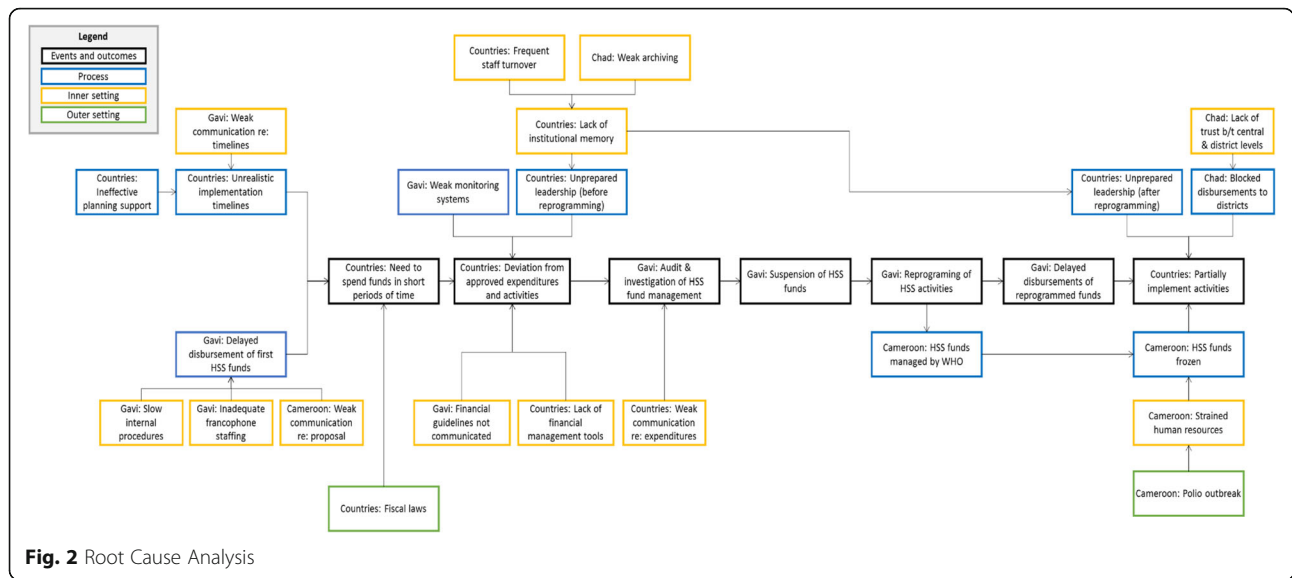 Legend
Events and outcomes
Process
Inner setting
Outer setting
Countries: Frequent
staff turnover
Chad: Weak archiving
Gavi: Weak
communication re:
timelines
Countries: Lack of
institutional memory
Chad: Lack of
trust b/t central
& district levels
Countries:
Ineffective
planning support
Countries: Unrealistic
implementation
timelines
Gavi: Weak monitoring
systems
Countries: Unprepared
leadership (before
reprogramming)
Countries: Unprepared
leadership (after
reprogramming)
Chad: Blocked
disbursements to
districts
Countries: Need to
spend funds in short
periods of time
Countries: Deviation from
approved expenditures
and activities
Gavi: Audit &
investigation of HSS
fund management
Gavi: Suspension of HSS
funds
Gavi: Reprograming of
HSS activities
Gavi: Delayed
disbursements of
reprogrammed funds
Countries: Partially
implement activities
Gavi: Delayed
disbursement of first
HSS funds
Cameroon: HSS funds
managed by WHO
Cameroon: HSS funds
frozen
Gavi: Slow
internal
procedures
Gavi: Inadequate
francophone
staffing
Cameroon: Weak
communication
re: proposal
Gavi: Financial
guidelines not
communicated
Countries: Lack of
financial
management tools
Countries: Weak
communication
re: expenditures
Cameroon: Strained
human resources
Countries: Fiscal laws
Cameroon: Polio outbreak
Fig. 2 Root Cause Analysis